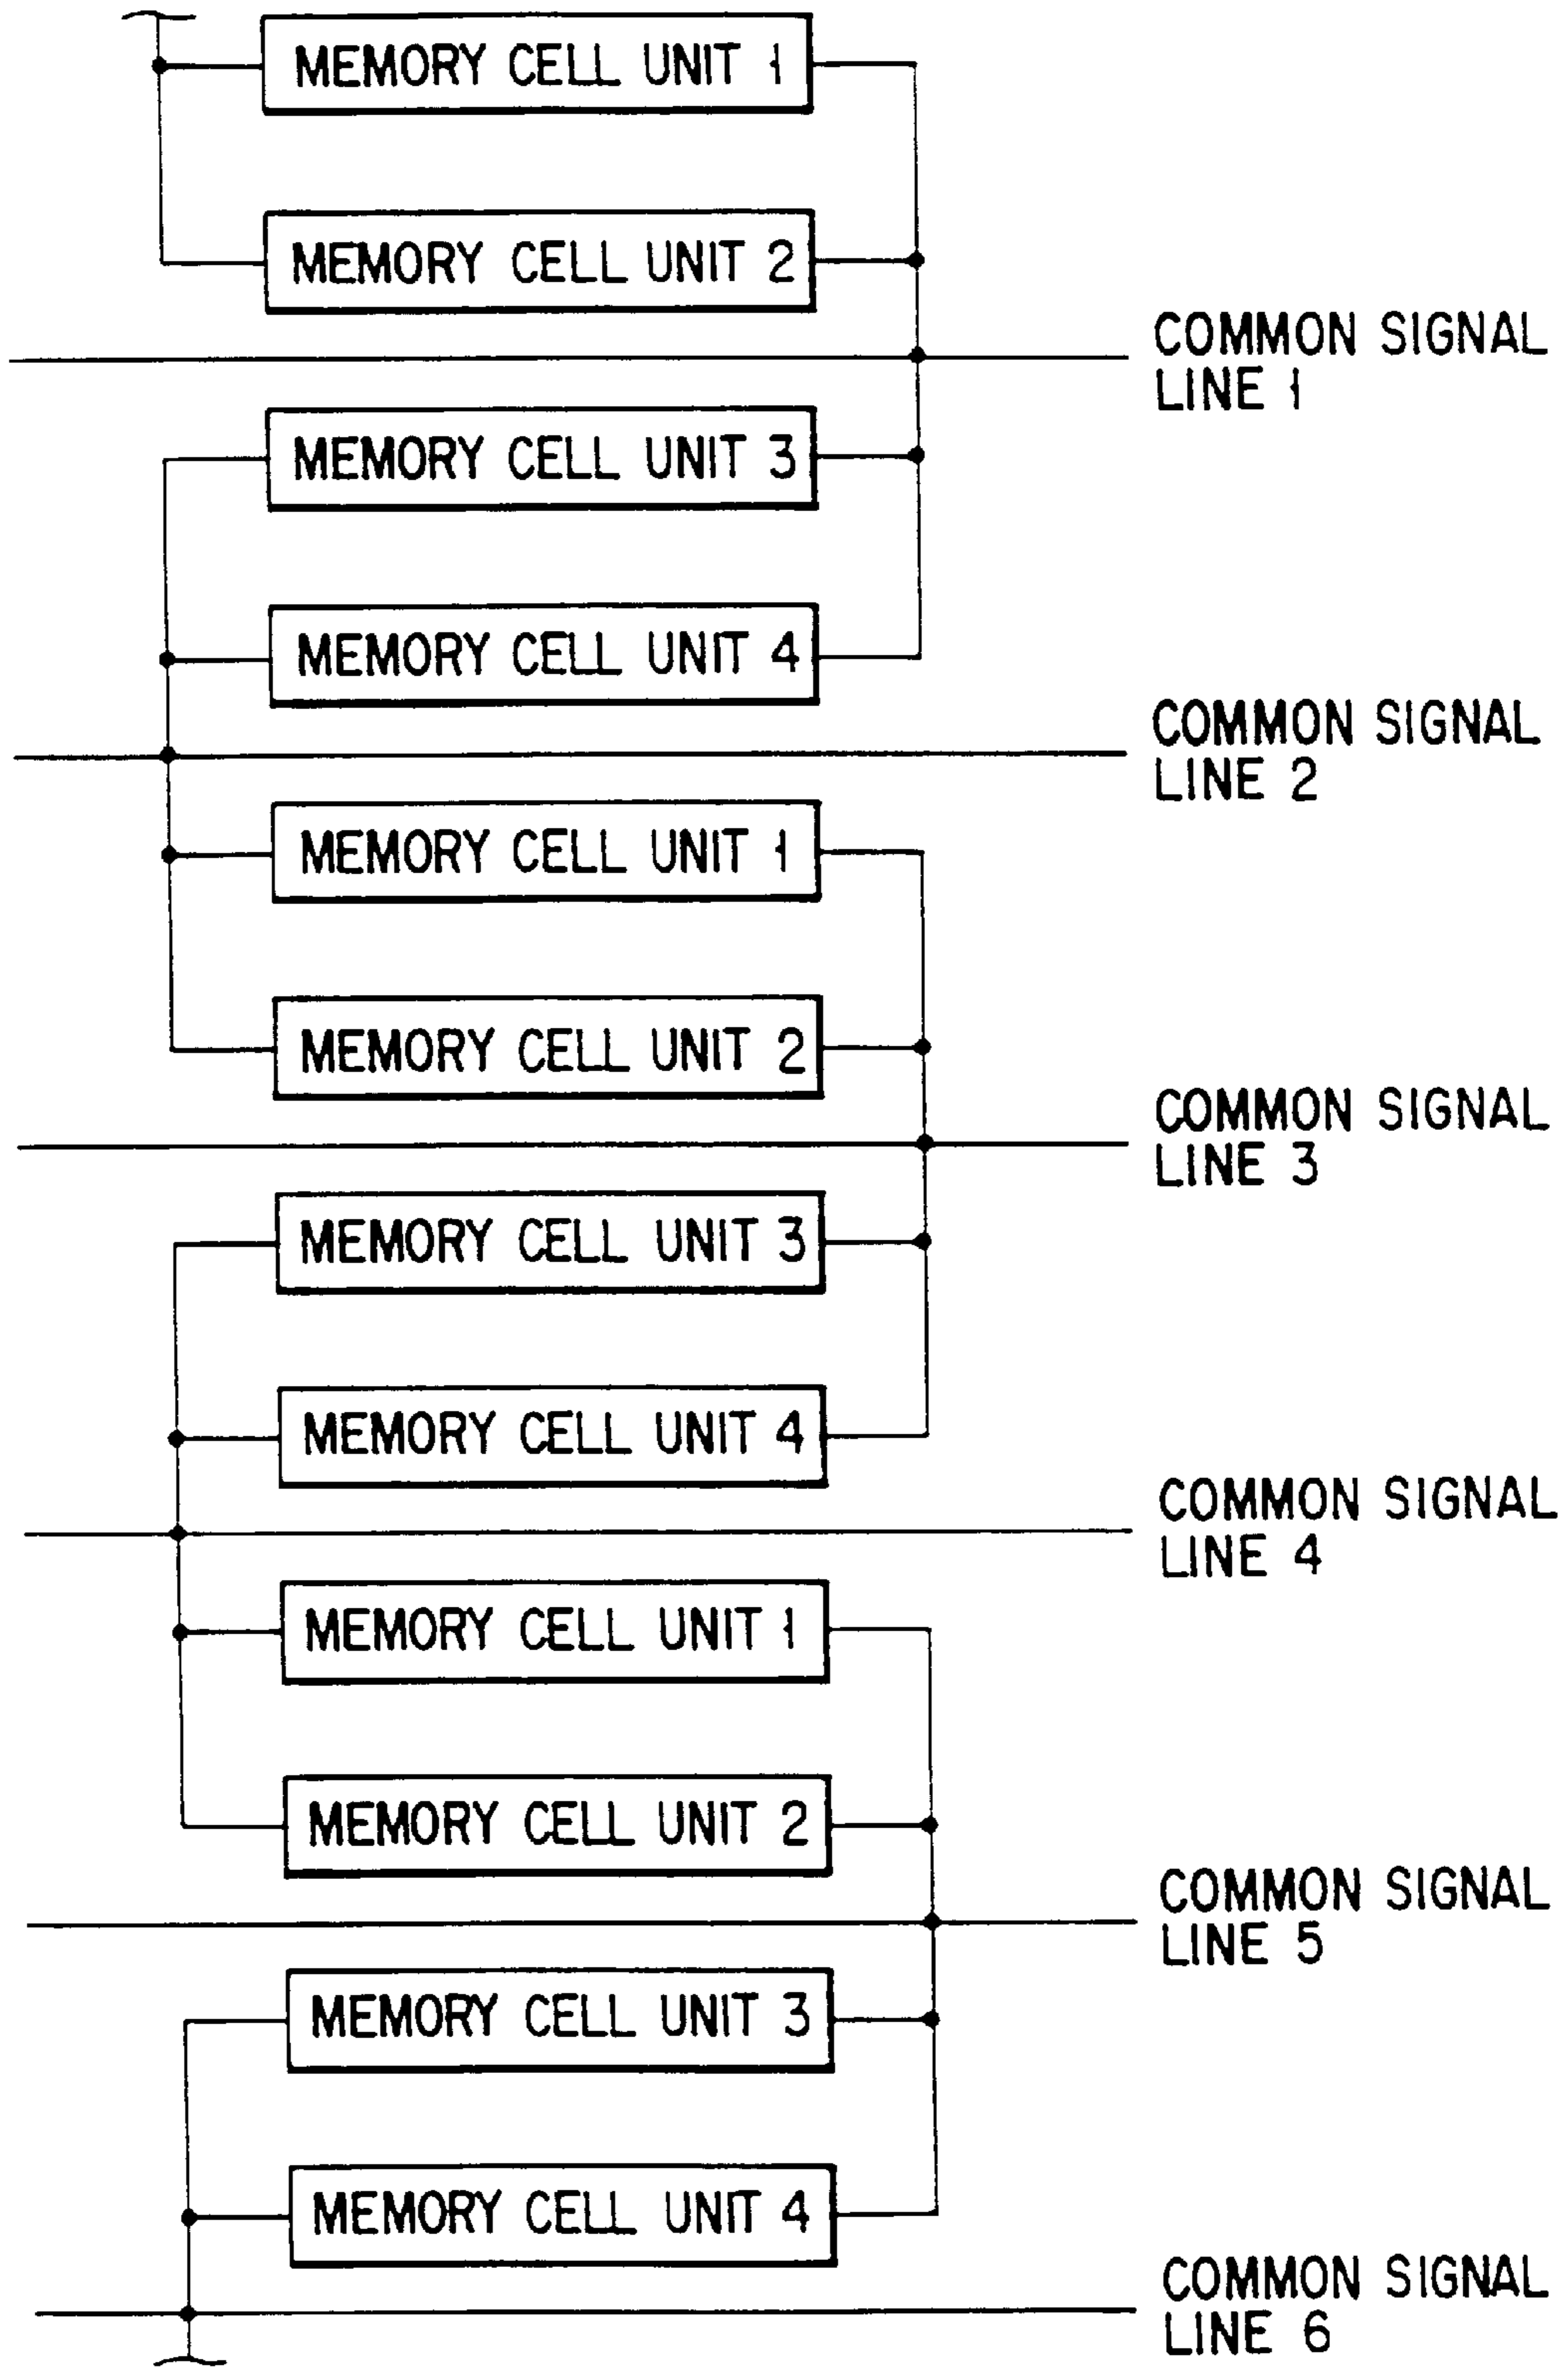 MEMORY CELL UNIT 1
MEMORY CELL UNIT 2
COMMON SIGNAL
LINE 1
MEMORY CELL UNIT 3
MEMORY CELL UNIT 4
COMMON SIGNAL
LINE 2
MEMORY CELL UNIT 1
MEMORY CELL UNIT 2
COMMON SIGNAL
LINE 3
MEMORY CELL UNIT 3
MEMORY CELL UNIT 4
COMMON SIGNAL
LINE 4
MEMORY CELL UNIT 1
MEMORY CELL UNIT 2
COMMON SIGNAL
LINE 5
MEMORY CELL UNIT 3
MEMORY CELL UNIT 4
COMMON SIGNAL
LINE 6